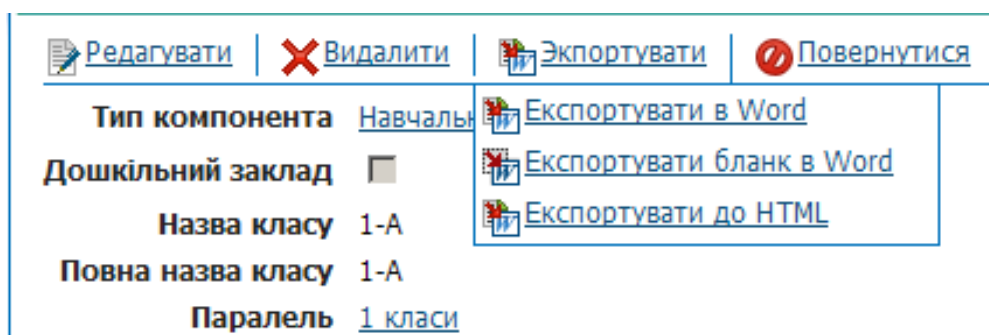 Редагувати Видалити Экпортувати Повернутися
Тип компонента Навчальн Експортувати в Word
Дошкільний заклад Експортувати бланк в Word
Назва класу 1-А Експортувати до HTML
Повна назва класу 1-А
Паралель 1 класи